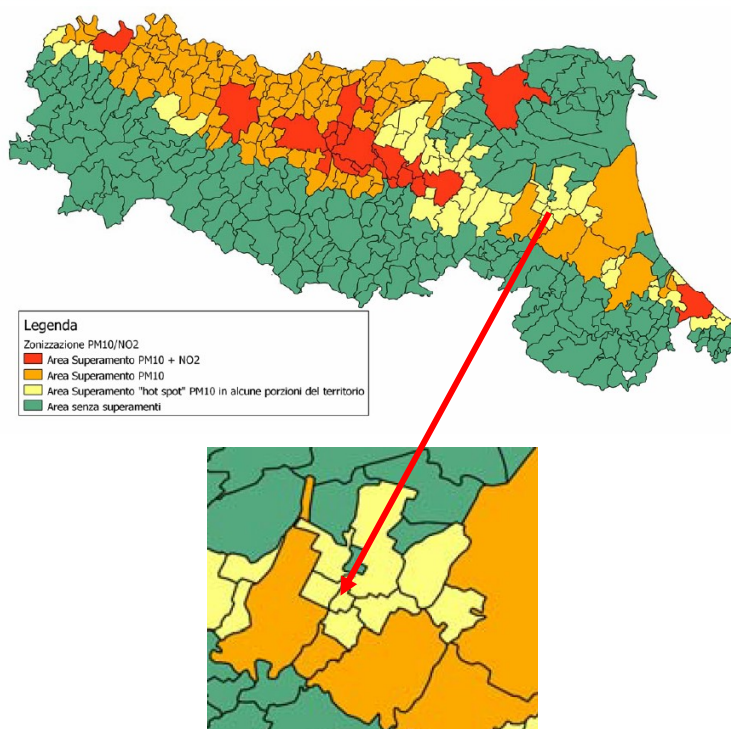 Legenda
Zonizzazione PM10/NO2
Area Superamento PM10 + NO2
Area Superamento PM10
Area Superamento "hot spot" PM10 in alcune porzioni del territorio
Area senza superamenti